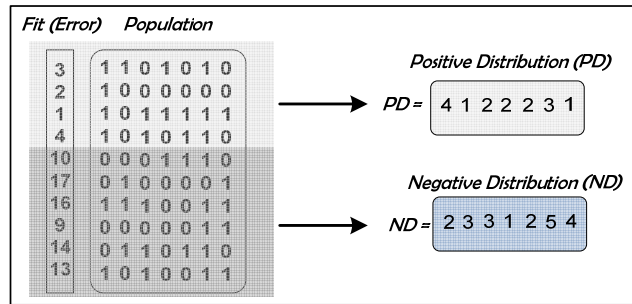 Fit (Error) Population
3 1 1 0 1 0 1 0
2 1 0 0 0 0 0 0
1 1 0 1 1 1 1 1
4 1 0 1 0 1 1 0
10 0 0 0 1 1 1 0
17 0 1 0 0 0 0 1
16 1 1 1 0 0 1 1
9 0 0 0 0 0 1 1
14 0 1 1 0 1 1 0
13 1 0 1 0 0 1 1
Positive Distribution (PD)
PD = 4 1 2 2 2 3 1
Negative Distribution (ND)
ND = 2 3 3 1 2 5 4